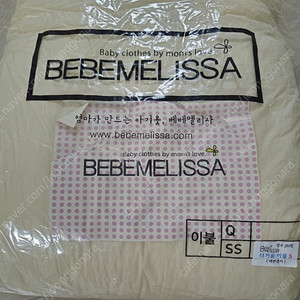 Baby clothes by mom's love
BEBEMELISSA
엄마가 만드는 아기옷, 베베멜리사
www.bebemelissa.com
Baby clothes by mom's love
BEBEMELISSA
이불
Q
SS